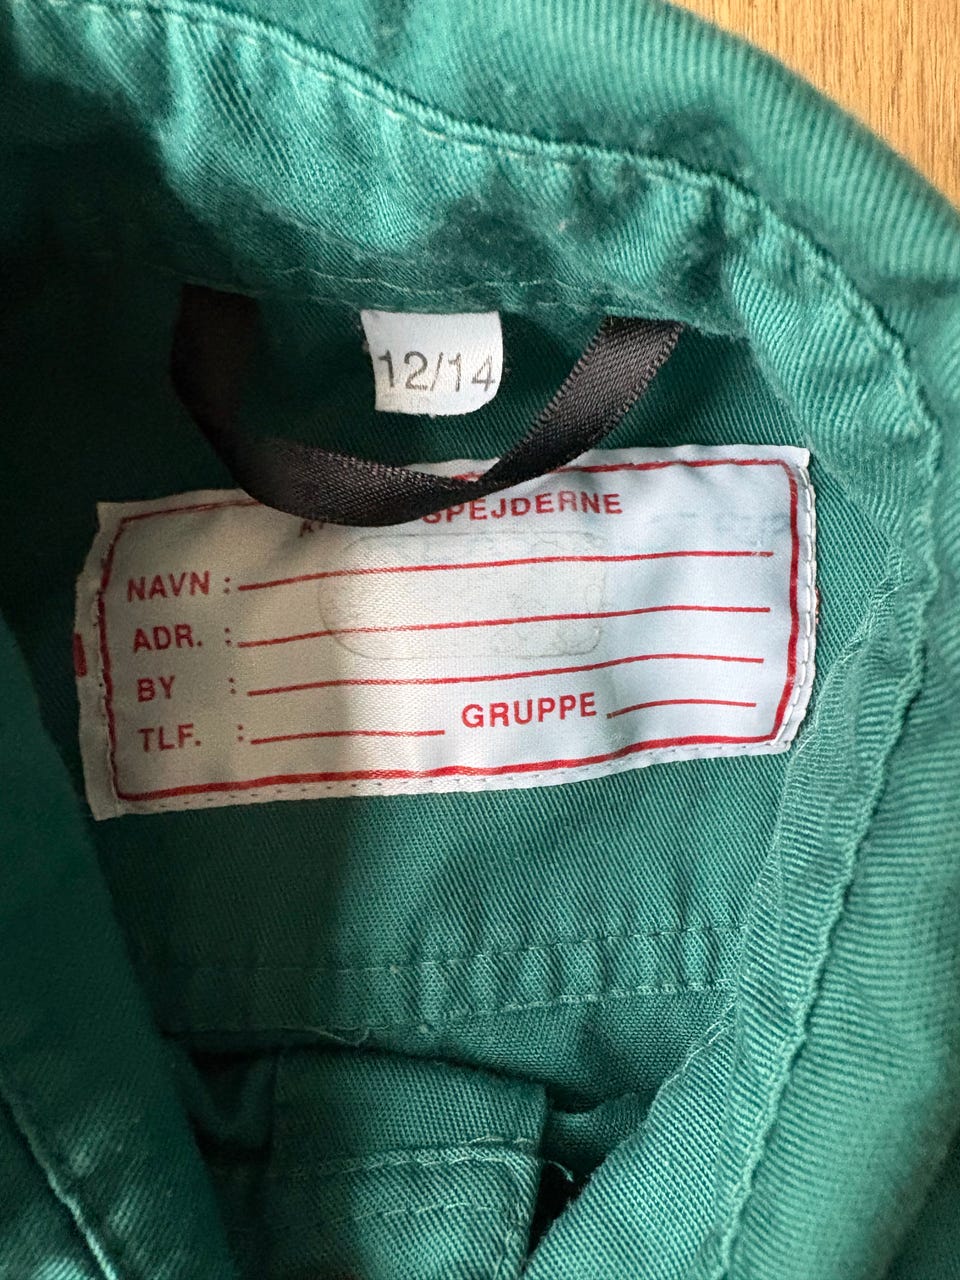 12/14
SPEJDERNE
NAVN :
ADR. :
BY :
TLF. : GRUPPE